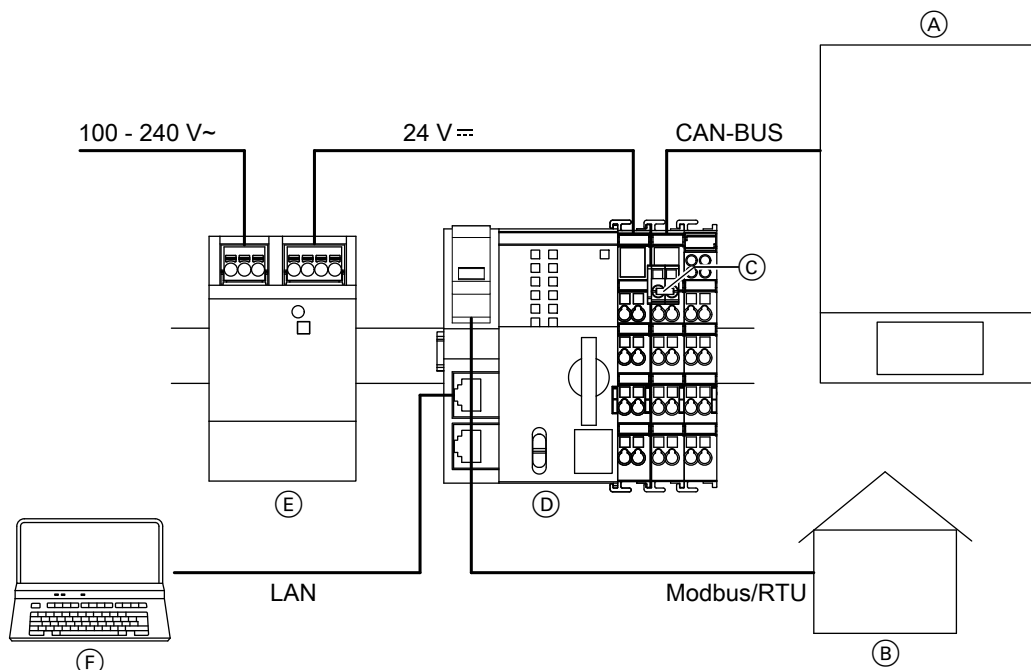 A
100 - 240 V~
24 V ⎓
CAN-BUS
C
E
D
LAN
Modbus/RTU
F
B